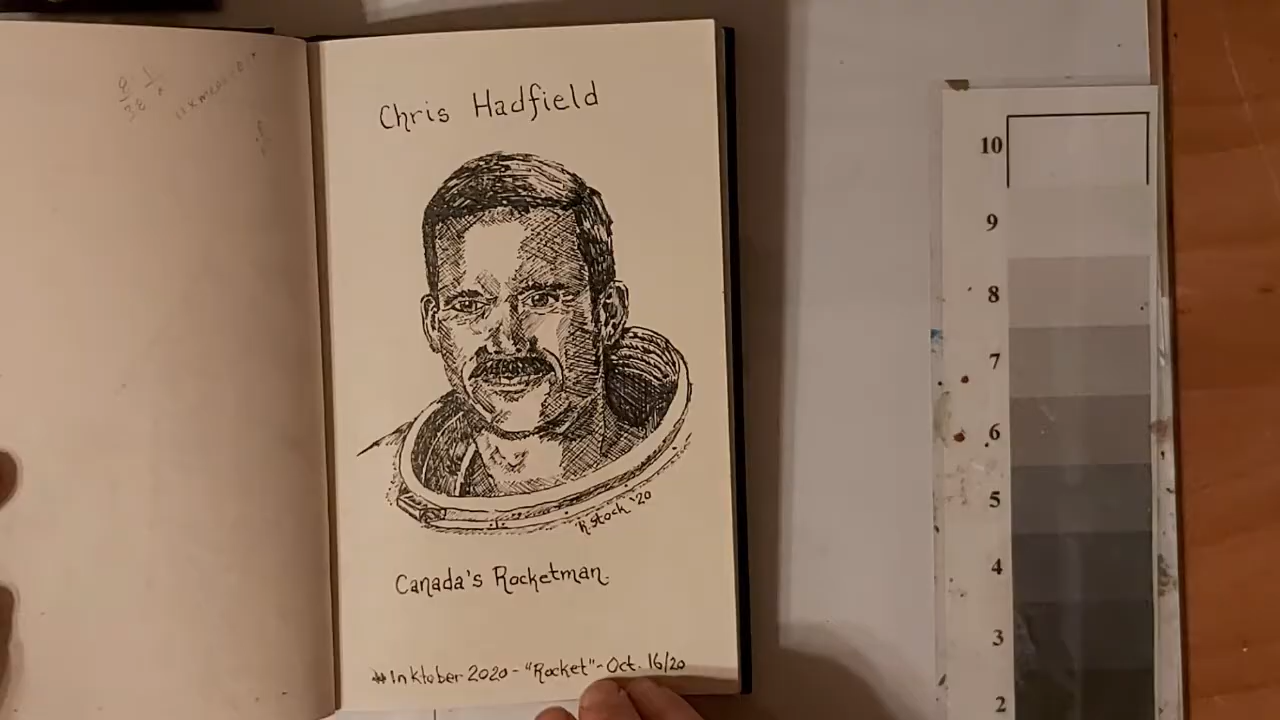 Chris Hadfield
R. Stock '20
Canada's Rocketman.
#Inktober 2020 - "Rocket" - Oct. 16/20
10
9
8
7
6
5
4
3
2